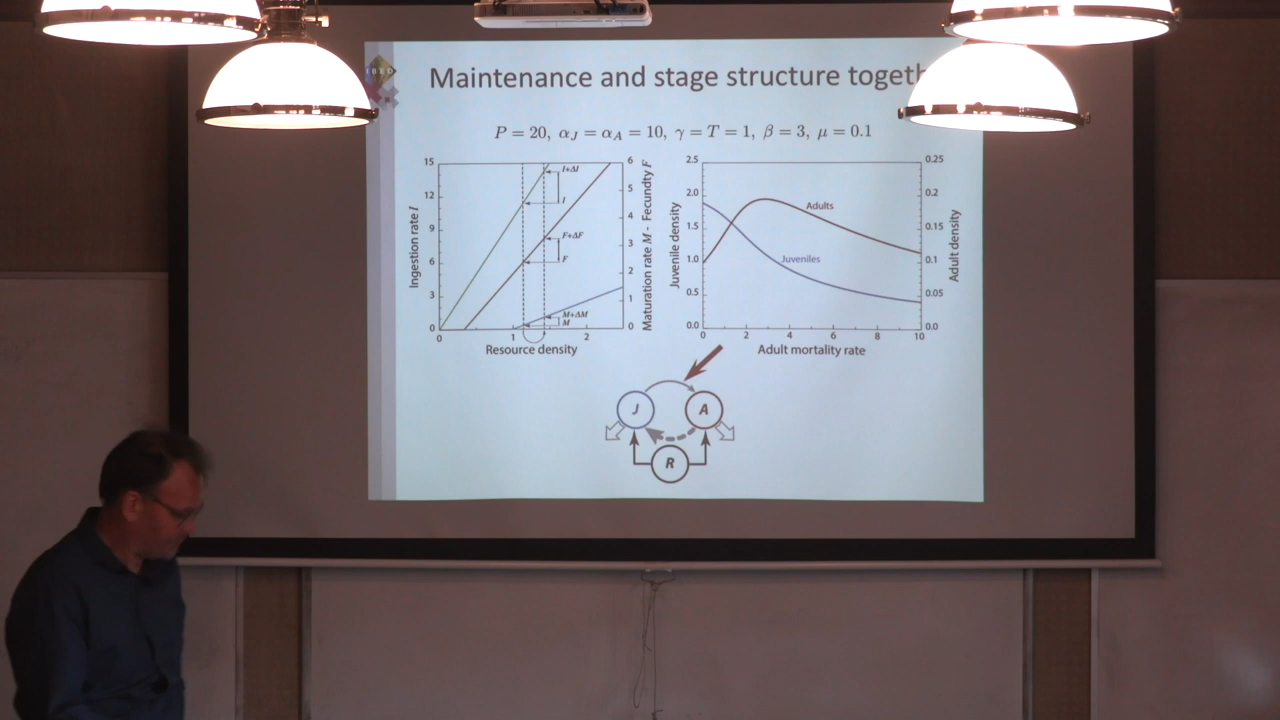 IBED
Maintenance and stage structure togeth
P = 20, α_J = α_A = 10, γ = T = 1, β = 3, μ = 0.1
15
12
9
6
3
0
Ingestion rate I
0
1
2
Resource density
6
5
4
3
2
1
0
Maturation rate M - Fecundty F
I+ΔI
I
F+ΔF
F
M+ΔM
M
2.5
2.0
1.5
1.0
0.5
0.0
Juvenile density
0
2
4
6
8
10
Adult mortality rate
0.25
0.2
0.15
0.1
0.05
0.0
Adult density
Adults
Juveniles
J
A
R